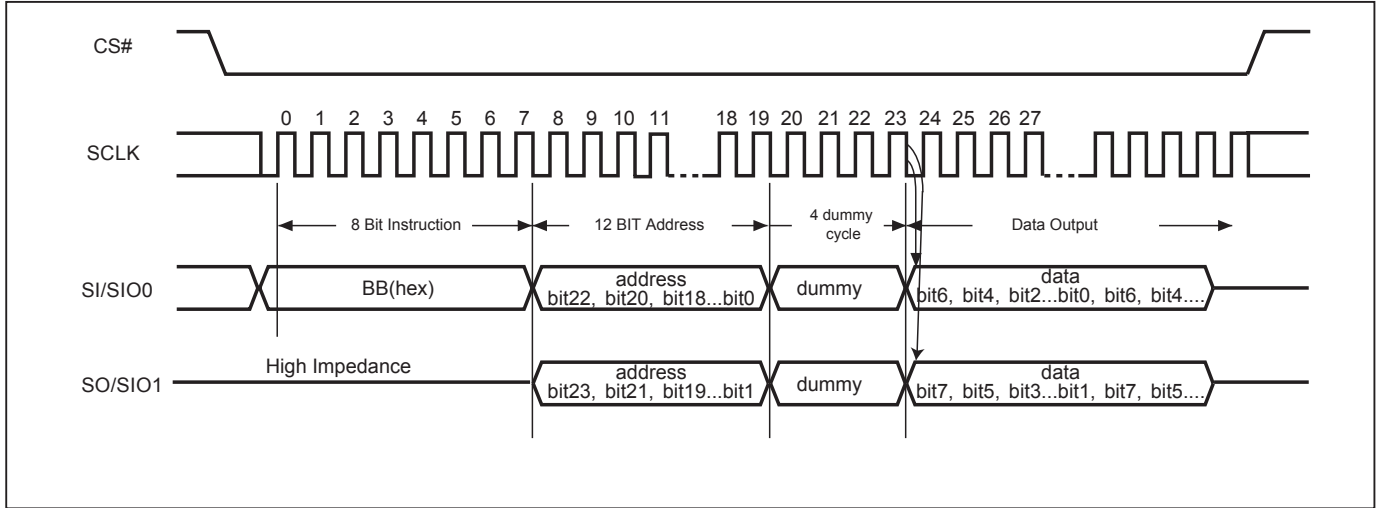 CS#
0 1 2 3 4 5 6 7 8 9 10 11 18 19 20 21 22 23 24 25 26 27
SCLK
8 Bit Instruction
12 BIT Address
4 dummy
cycle
Data Output
SI/SIO0
BB(hex)
address
bit22, bit20, bit18...bit0
dummy
data
bit6, bit4, bit2...bit0, bit6, bit4....
High Impedance
SO/SIO1
address
bit23, bit21, bit19...bit1
dummy
data
bit7, bit5, bit3...bit1, bit7, bit5....